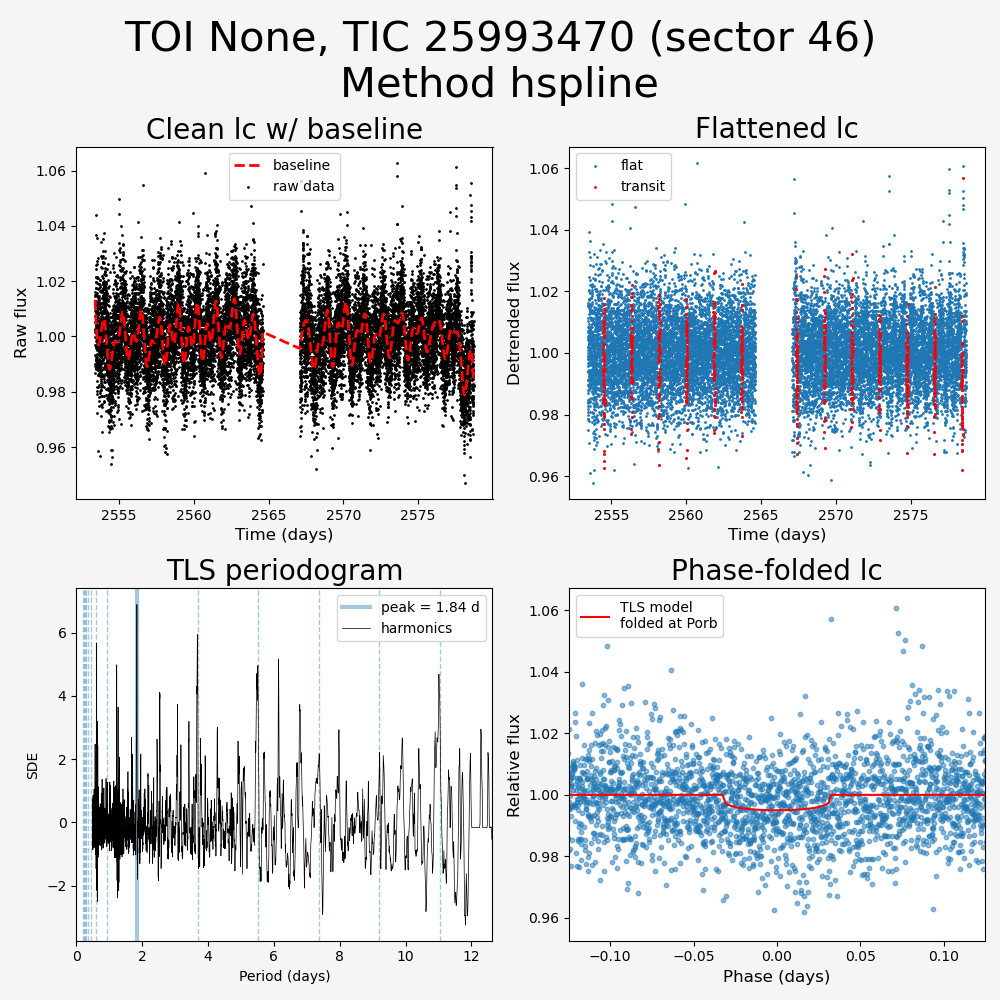 TOI None, TIC 25993470 (sector 46)
Method hspline
Clean lc w/ baseline
Flattened lc
baseline
raw data
flat
transit
1.06
1.04
1.02
1.00
0.98
0.96
Raw flux
2555
2560
2565
2570
2575
Time (days)
1.06
1.04
1.02
1.00
0.98
0.96
Detrended flux
2555
2560
2565
2570
2575
Time (days)
TLS periodogram
Phase-folded lc
peak = 1.84 d
harmonics
TLS model
folded at Porb
6
4
2
0
−2
SDE
0
2
4
6
8
10
12
Period (days)
1.06
1.04
1.02
1.00
0.98
0.96
Relative flux
−0.10
−0.05
0.00
0.05
0.10
Phase (days)